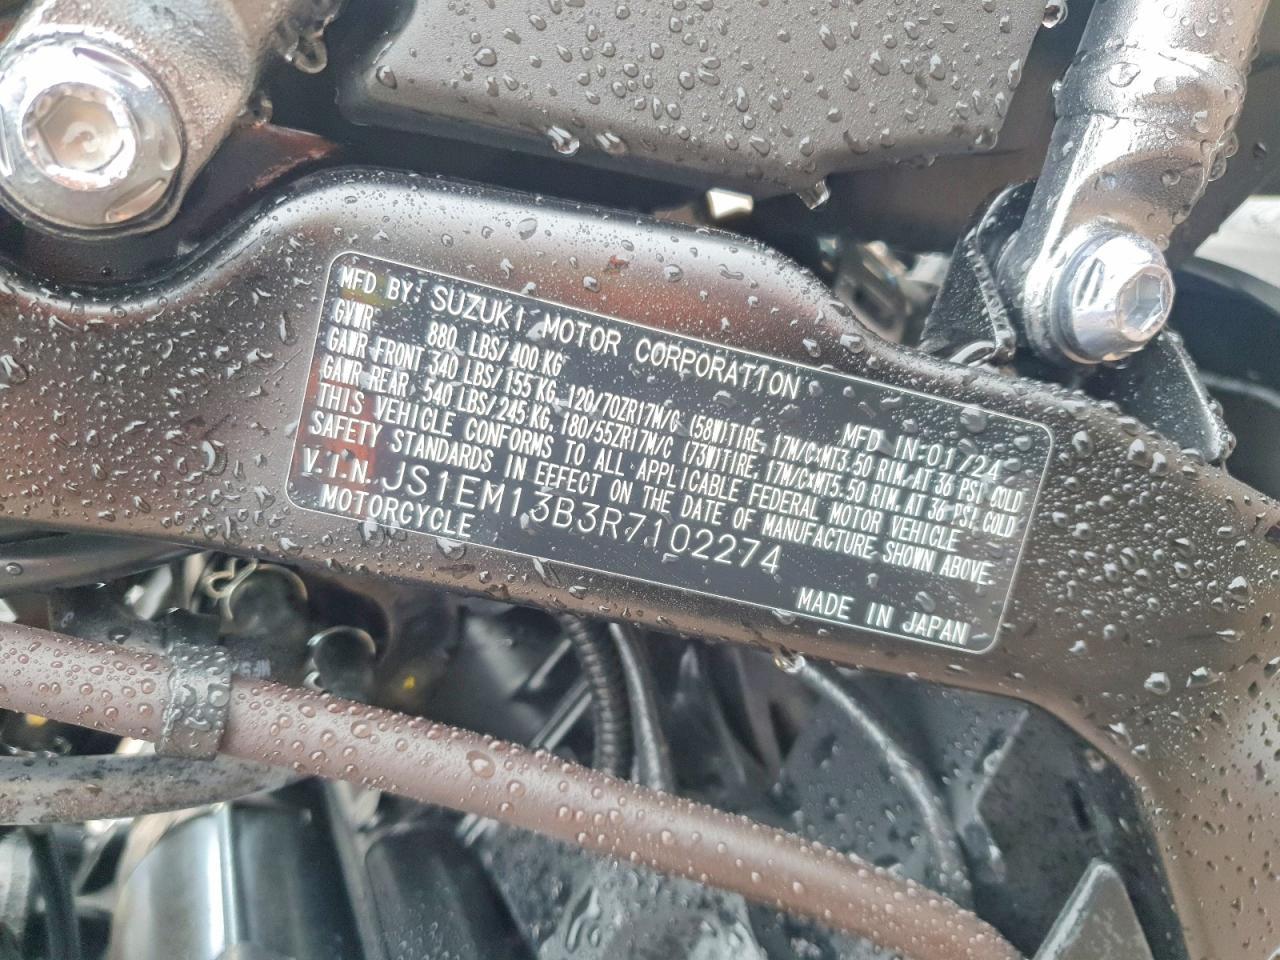 MFD BY: SUZUKI MOTOR CORPORATION
MFD IN:01/24
GVWR 880 LBS/400 KG
GAWR FRONT 340 LBS/155 KG, 120/70ZR17M/C (58W)TIRE, 17M/C×MT3.50 RIM, AT 36 PSI COLD
GAWR REAR 540 LBS/245 KG, 180/55ZR17M/C (73W)TIRE, 17M/C×MT5.50 RIM, AT 36 PSI COLD
THIS VEHICLE CONFORMS TO ALL APPLICABLE FEDERAL MOTOR VEHICLE
SAFETY STANDARDS IN EFFECT ON THE DATE OF MANUFACTURE SHOWN ABOVE.
V.I.N. JS1EM13B3R7102274
MOTORCYCLE
MADE IN JAPAN